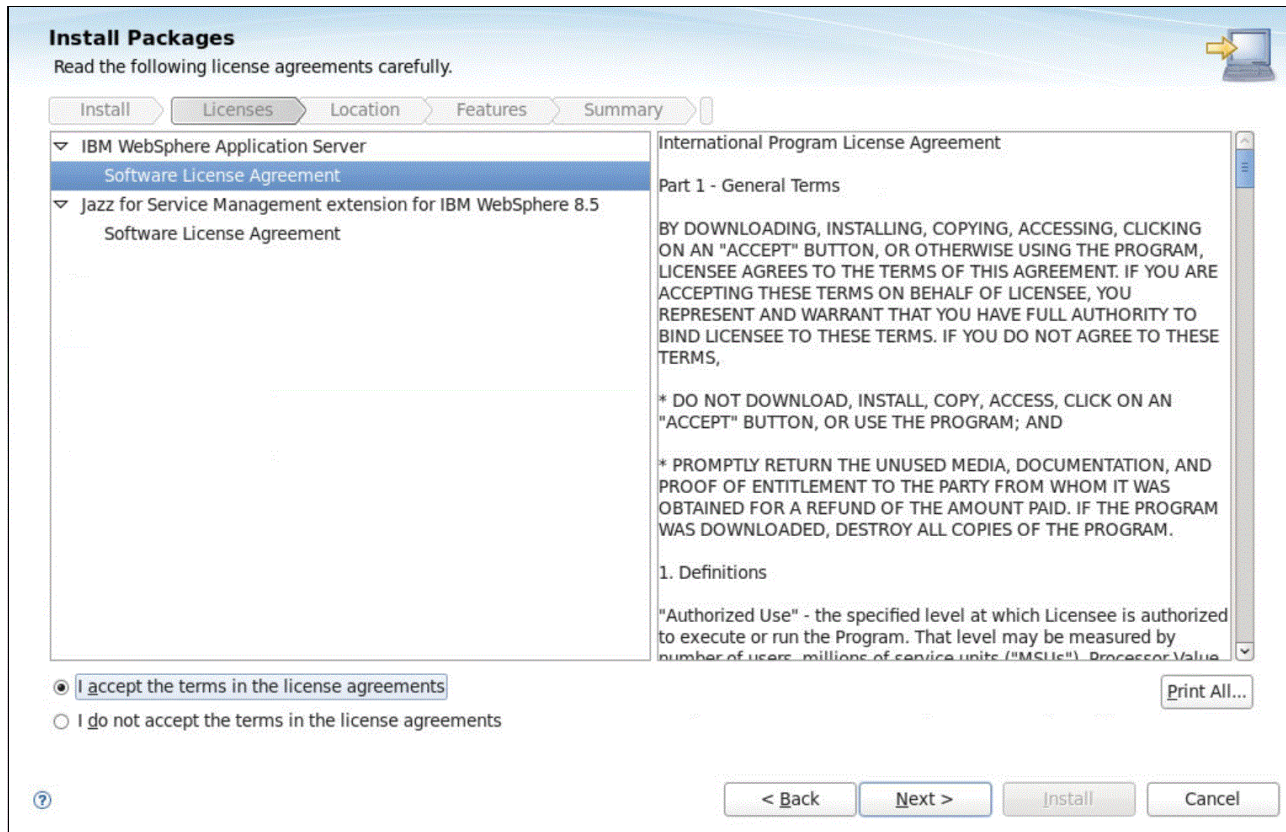 Install Packages
Read the following license agreements carefully.
Install
Licenses
Location
Features
Summary
IBM WebSphere Application Server
Software License Agreement
Jazz for Service Management extension for IBM WebSphere 8.5
Software License Agreement
International Program License Agreement
Part 1 - General Terms
BY DOWNLOADING, INSTALLING, COPYING, ACCESSING, CLICKING
ON AN "ACCEPT" BUTTON, OR OTHERWISE USING THE PROGRAM,
LICENSEE AGREES TO THE TERMS OF THIS AGREEMENT. IF YOU ARE
ACCEPTING THESE TERMS ON BEHALF OF LICENSEE, YOU
REPRESENT AND WARRANT THAT YOU HAVE FULL AUTHORITY TO
BIND LICENSEE TO THESE TERMS. IF YOU DO NOT AGREE TO THESE
TERMS,
* DO NOT DOWNLOAD, INSTALL, COPY, ACCESS, CLICK ON AN
"ACCEPT" BUTTON, OR USE THE PROGRAM; AND
* PROMPTLY RETURN THE UNUSED MEDIA, DOCUMENTATION, AND
PROOF OF ENTITLEMENT TO THE PARTY FROM WHOM IT WAS
OBTAINED FOR A REFUND OF THE AMOUNT PAID. IF THE PROGRAM
WAS DOWNLOADED, DESTROY ALL COPIES OF THE PROGRAM.
1. Definitions
"Authorized Use" - the specified level at which Licensee is authorized
to execute or run the Program. That level may be measured by
number of users, millions of service units ("MSUs"), Processor Value
I accept the terms in the license agreements
Print All...
I do not accept the terms in the license agreements
?
< Back
Next >
Install
Cancel